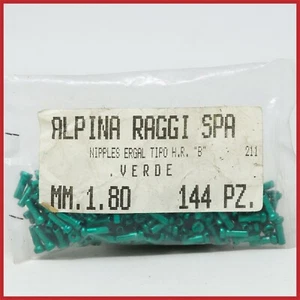 ALPINA RAGGI SPA
NIPPLES ERGAL TIPO H.R. "B" 211
. VERDE
MM.1.80 144 PZ.